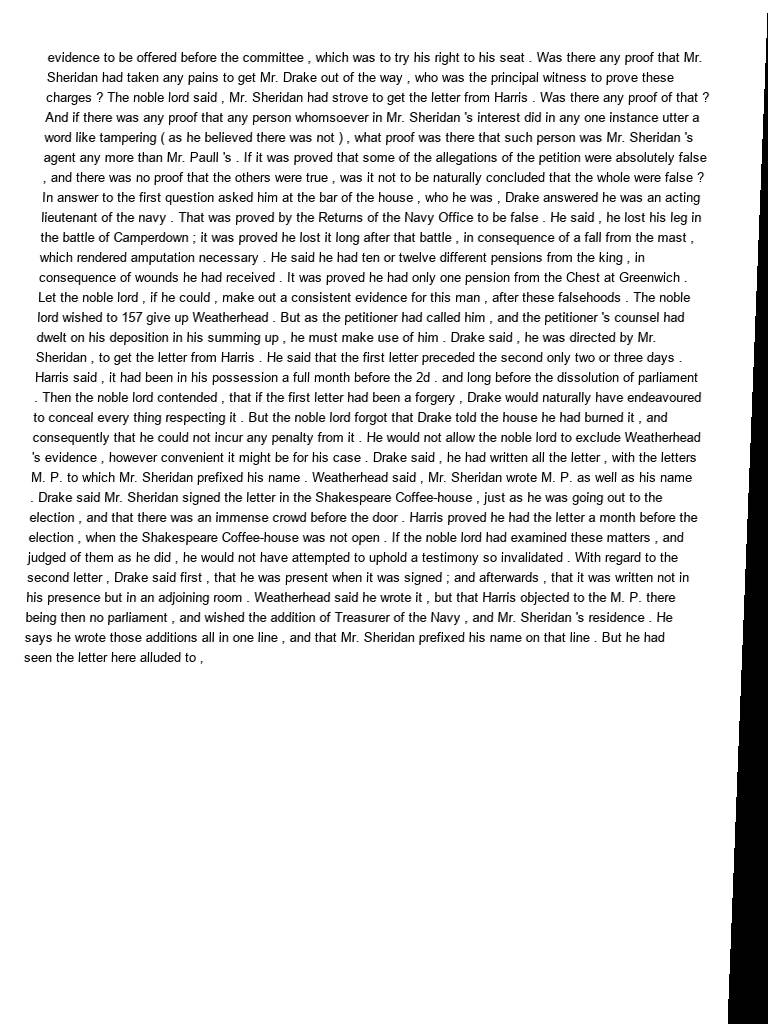 evidence to be offered before the committee , which was to try his right to his seat . Was there any proof that Mr.
Sheridan had taken any pains to get Mr. Drake out of the way , who was the principal witness to prove these
charges ? The noble lord said , Mr. Sheridan had strove to get the letter from Harris . Was there any proof of that ?
And if there was any proof that any person whomsoever in Mr. Sheridan 's interest did in any one instance utter a
word like tampering ( as he believed there was not ) , what proof was there that such person was Mr. Sheridan 's
agent any more than Mr. Paull 's . If it was proved that some of the allegations of the petition were absolutely false
, and there was no proof that the others were true , was it not to be naturally concluded that the whole were false ?
In answer to the first question asked him at the bar of the house , who he was , Drake answered he was an acting
lieutenant of the navy . That was proved by the Returns of the Navy Office to be false . He said , he lost his leg in
the battle of Camperdown ; it was proved he lost it long after that battle , in consequence of a fall from the mast ,
which rendered amputation necessary . He said he had ten or twelve different pensions from the king , in
consequence of wounds he had received . It was proved he had only one pension from the Chest at Greenwich .
Let the noble lord , if he could , make out a consistent evidence for this man , after these falsehoods . The noble
lord wished to 157 give up Weatherhead . But as the petitioner had called him , and the petitioner 's counsel had
dwelt on his deposition in his summing up , he must make use of him . Drake said , he was directed by Mr.
Sheridan , to get the letter from Harris . He said that the first letter preceded the second only two or three days .
Harris said , it had been in his possession a full month before the 2d . and long before the dissolution of parliament
. Then the noble lord contended , that if the first letter had been a forgery , Drake would naturally have endeavoured
to conceal every thing respecting it . But the noble lord forgot that Drake told the house he had burned it , and
consequently that he could not incur any penalty from it . He would not allow the noble lord to exclude Weatherhead
's evidence , however convenient it might be for his case . Drake said , he had written all the letter , with the letters
M. P. to which Mr. Sheridan prefixed his name . Weatherhead said , Mr. Sheridan wrote M. P. as well as his name
. Drake said Mr. Sheridan signed the letter in the Shakespeare Coffee-house , just as he was going out to the
election , and that there was an immense crowd before the door . Harris proved he had the letter a month before the
election , when the Shakespeare Coffee-house was not open . If the noble lord had examined these matters , and
judged of them as he did , he would not have attempted to uphold a testimony so invalidated . With regard to the
second letter , Drake said first , that he was present when it was signed ; and afterwards , that it was written not in
his presence but in an adjoining room . Weatherhead said he wrote it , but that Harris objected to the M. P. there
being then no parliament , and wished the addition of Treasurer of the Navy , and Mr. Sheridan 's residence . He
says he wrote those additions all in one line , and that Mr. Sheridan prefixed his name on that line . But he had
seen the letter here alluded to ,